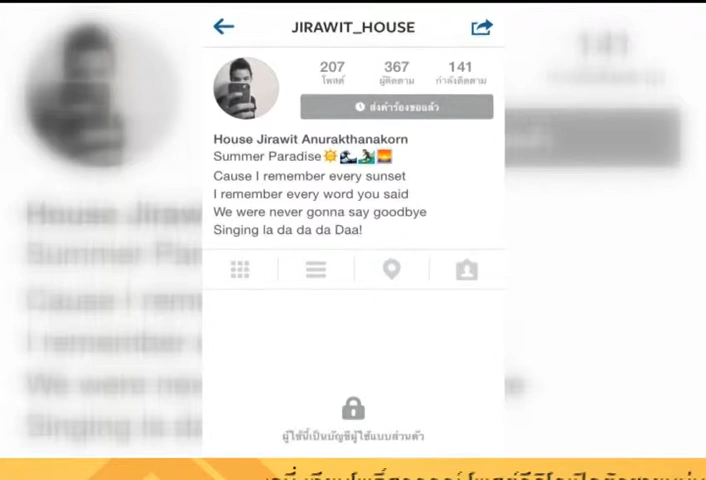 JIRAWIT_HOUSE
207 367 141
โพสต์ ผู้ติดตาม กำลังติดตาม
ส่งคำร้องขอแล้ว
House Jirawit Anurakthanakorn
Summer Paradise☀️🌊🏄🌅
Cause I remember every sunset
I remember every word you said
We were never gonna say goodbye
Singing la da da da Daa!
ผู้ใช้นี้เป็นบัญชีผู้ใช้แบบส่วนตัว